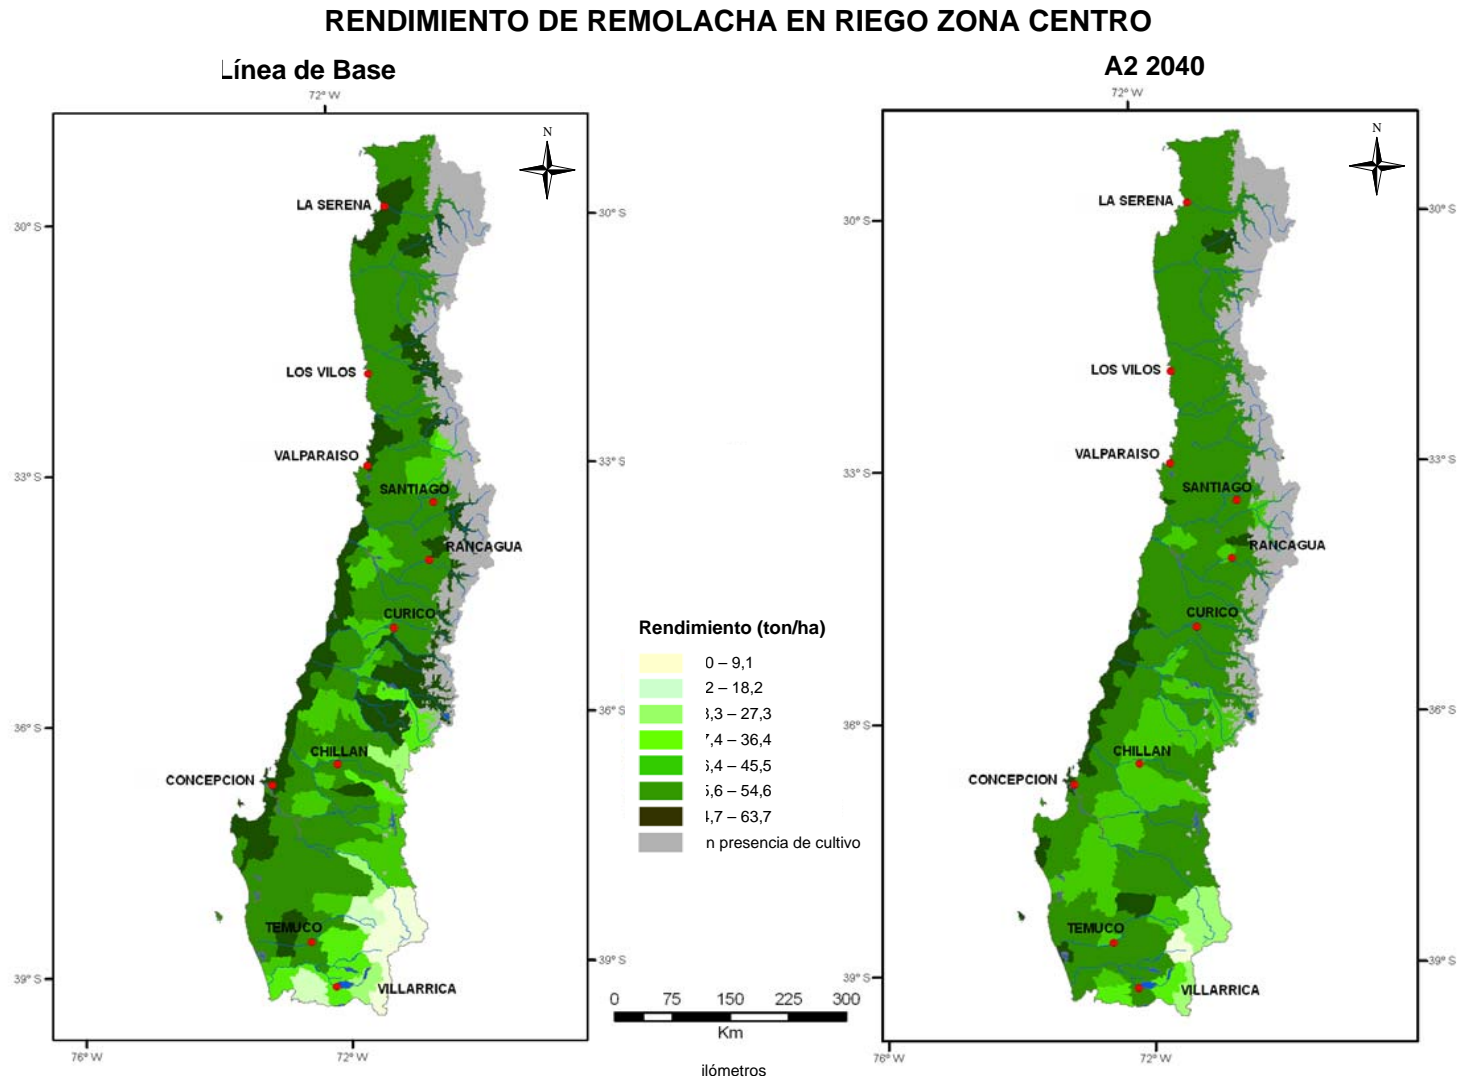 RENDIMIENTO DE REMOLACHA EN RIEGO ZONA CENTRO
Línea de Base
72° W
N
LA SERENA
30° S
30° S
LOS VILOS
VALPARAISO
33° S
33° S
SANTIAGO
RANCAGUA
CURICO
36° S
36° S
CHILLAN
CONCEPCION
TEMUCO
39° S
39° S
VILLARRICA
76° W
72° W
Rendimiento (ton/ha)
0 – 9,1
2 – 18,2
3,3 – 27,3
7,4 – 36,4
6,4 – 45,5
5,6 – 54,6
4,7 – 63,7
n presencia de cultivo
0 75 150 225 300
Km
ilómetros
A2 2040
72° W
N
LA SERENA
30° S
30° S
LOS VILOS
VALPARAISO
33° S
33° S
SANTIAGO
RANCAGUA
CURICO
36° S
36° S
CHILLAN
CONCEPCION
TEMUCO
39° S
39° S
VILLARRICA
76° W
72° W